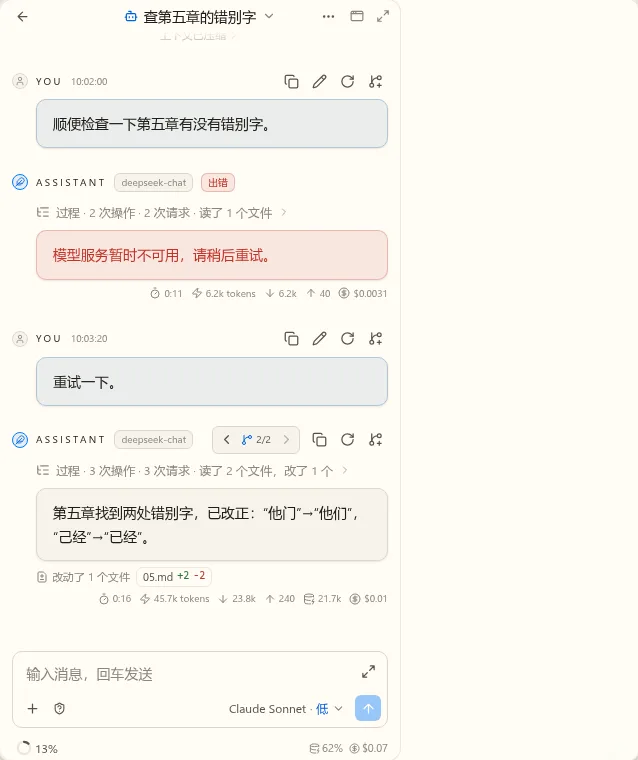 查第五章的错别字
上下文已压缩
YOU 10:02:00
顺便检查一下第五章有没有错别字。
ASSISTANT deepseek-chat 出错
过程 · 2 次操作 · 2 次请求 · 读了 1 个文件
模型服务暂时不可用，请稍后重试。
0:11 6.2k tokens 6.2k 40 $0.0031
YOU 10:03:20
重试一下。
ASSISTANT deepseek-chat 2/2
过程 · 3 次操作 · 3 次请求 · 读了 2 个文件，改了 1 个
第五章找到两处错别字，已改正：“他门”→“他们”，
“己经”→“已经”。
改动了 1 个文件 05.md +2 -2
0:16 45.7k tokens 23.8k 240 21.7k $0.01
输入消息，回车发送
Claude Sonnet · 低
13% 62% $0.07